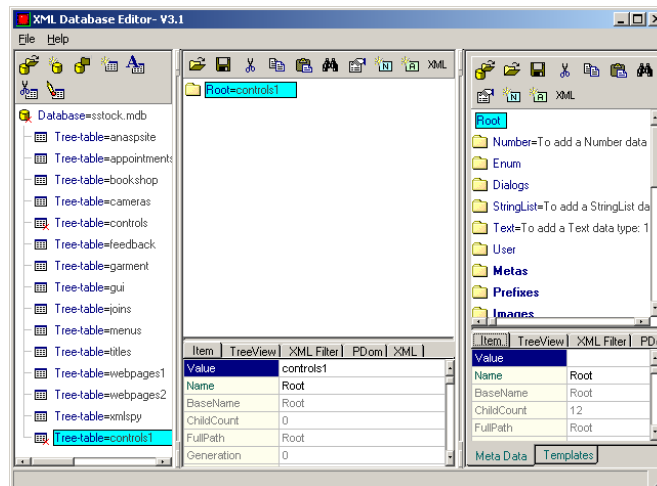 XML Database Editor- V3.1
File Help
Database=sstock.mdb
Tree-table=anaspsite
Tree-table=appointments
Tree-table=bookshop
Tree-table=cameras
Tree-table=controls
Tree-table=feedback
Tree-table=garment
Tree-table=gui
Tree-table=joins
Tree-table=menus
Tree-table=titles
Tree-table=webpages1
Tree-table=webpages2
Tree-table=xmlspy
Tree-table=controls1
XML
Root=controls1
Item TreeView XML Filter PDom XML
Value controls1
Name Root
BaseName Root
ChildCount 0
FullPath Root
Generation 0
XML
Root
Number=To add a Number data
Enum
Dialogs
StringList=To add a StringList da
Text=To add a Text data type: 1
User
Metas
Prefixes
Images
Item TreeView XML Filter PD
Value
Name Root
BaseName Root
ChildCount 12
FullPath Root
Meta Data Templates